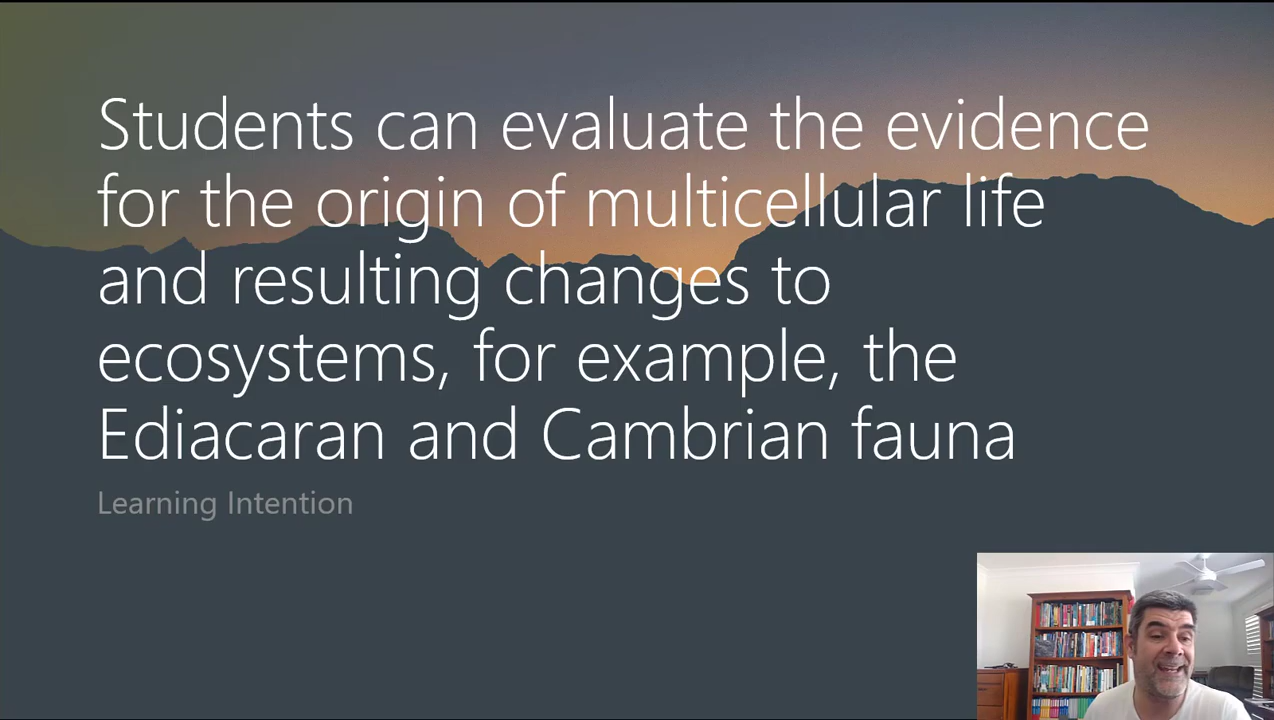 Students can evaluate the evidence
for the origin of multicellular life
and resulting changes to
ecosystems, for example, the
Ediacaran and Cambrian fauna
Learning Intention